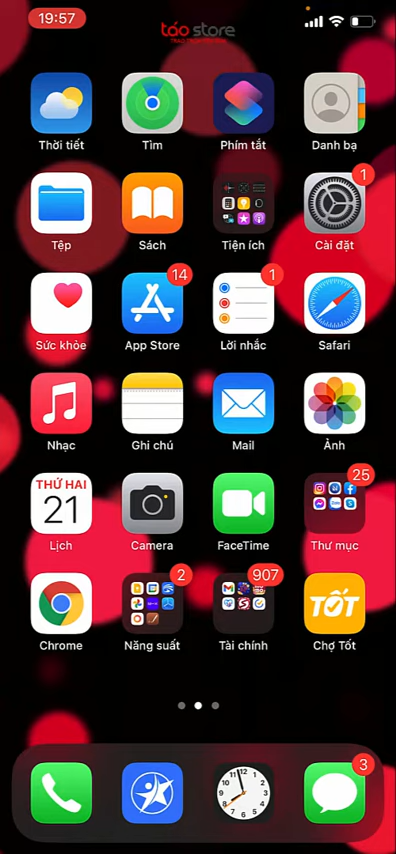 19:57
táo store
Thời tiết
Tìm
Phím tắt
Danh bạ
1
Tệp
Sách
Tiện ích
Cài đặt
14
1
Sức khỏe
App Store
Lời nhắc
Safari
Nhạc
Ghi chú
Mail
Ảnh
THỨ HAI
21
25
Lịch
Camera
FaceTime
Thư mục
2
907
TỐT
Chrome
Năng suất
Tài chính
Chợ Tốt
3